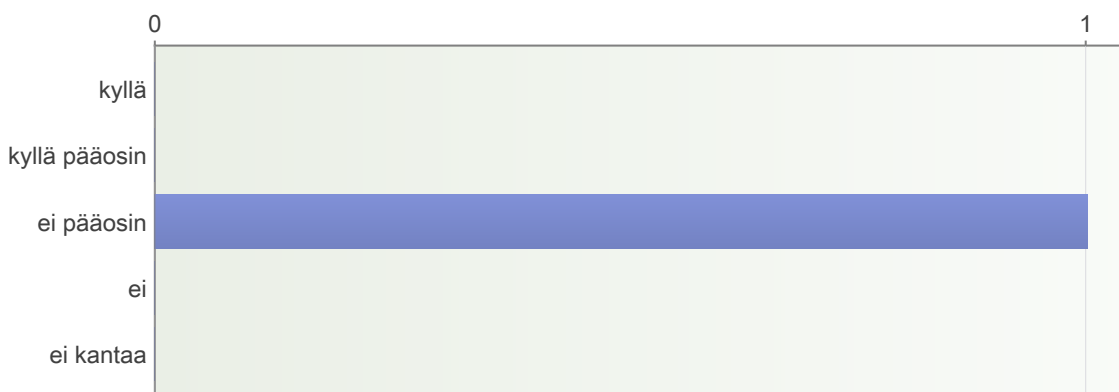 0 1
kyllä
kyllä pääosin
ei pääosin
ei
ei kantaa